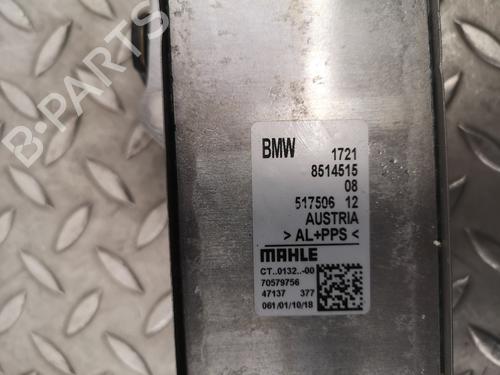 B-PARTS
BMW 1721
8514515
08
517506 12
AUSTRIA
> AL+PPS <
MAHLE
CT..0132..-00
70579756
47137 377
061/01/10/18